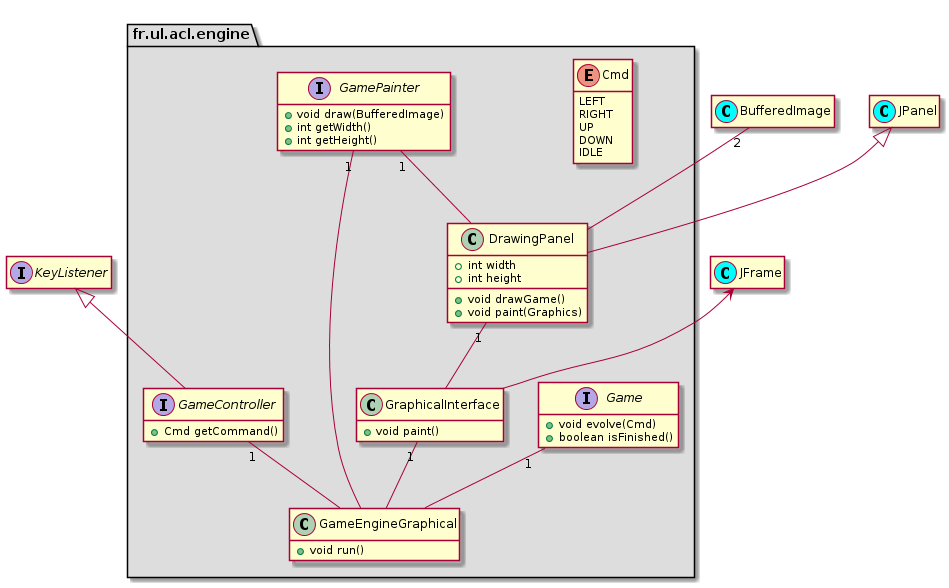 fr.ul.acl.engine
I GamePainter
void draw(BufferedImage)
int getWidth()
int getHeight()
E Cmd
LEFT
RIGHT
UP
DOWN
IDLE
C BufferedImage
C JPanel
2
1
1
C DrawingPanel
int width
int height
void drawGame()
void paint(Graphics)
I KeyListener
C JFrame
1
I GameController
Cmd getCommand()
C GraphicalInterface
void paint()
I Game
void evolve(Cmd)
boolean isFinished()
1
1
1
C GameEngineGraphical
void run()